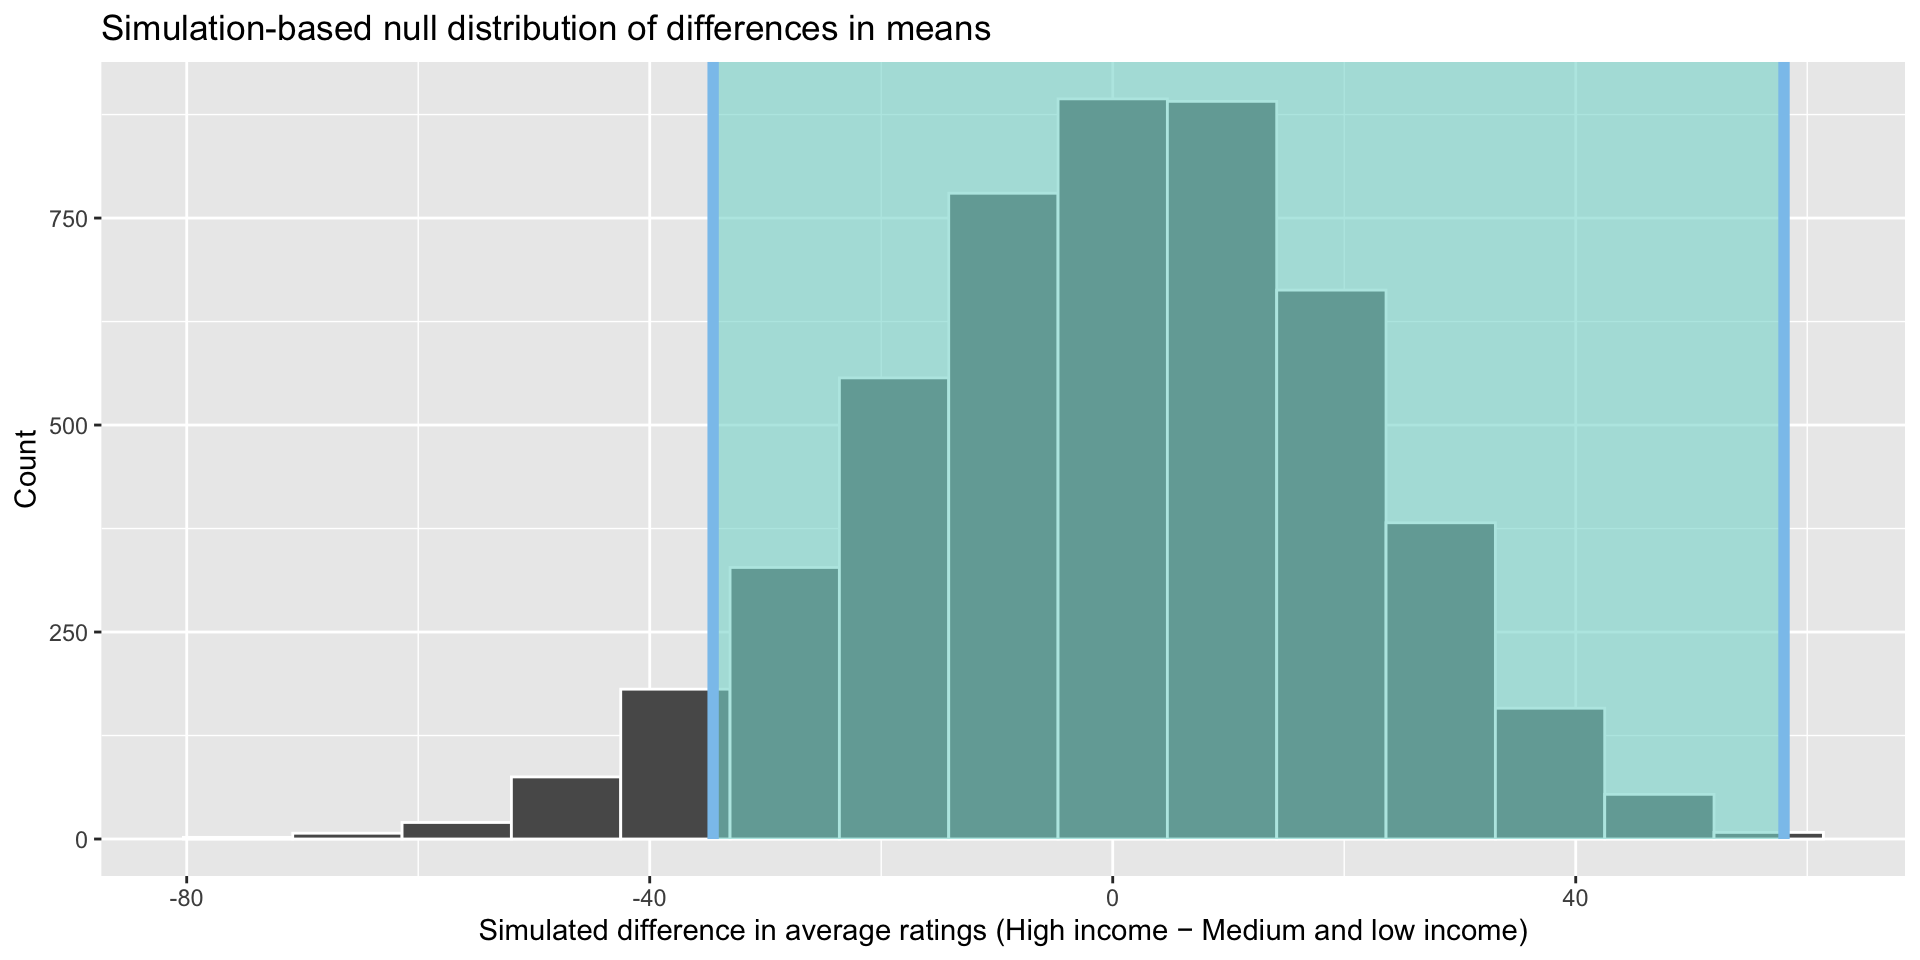 Simulation-based null distribution of differences in means
Count
750
500
250
0
-80
-40
0
40
Simulated difference in average ratings (High income − Medium and low income)